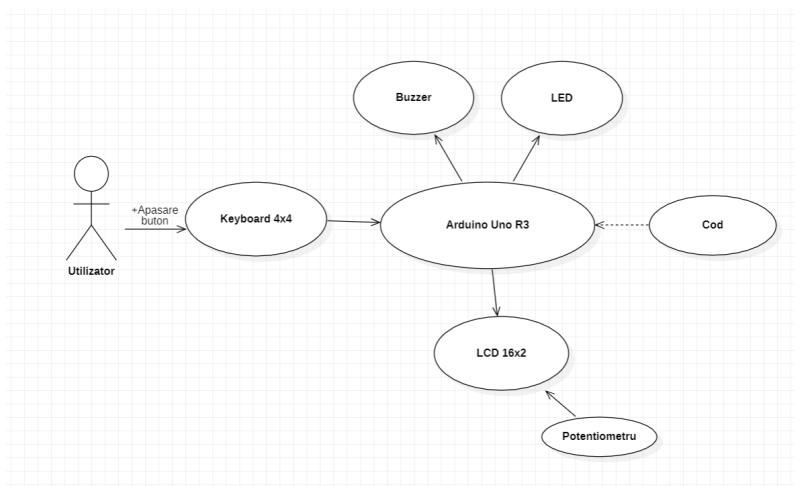 Buzzer
LED
+Apasare
buton
Keyboard 4x4
Arduino Uno R3
Cod
Utilizator
LCD 16x2
Potentiometru